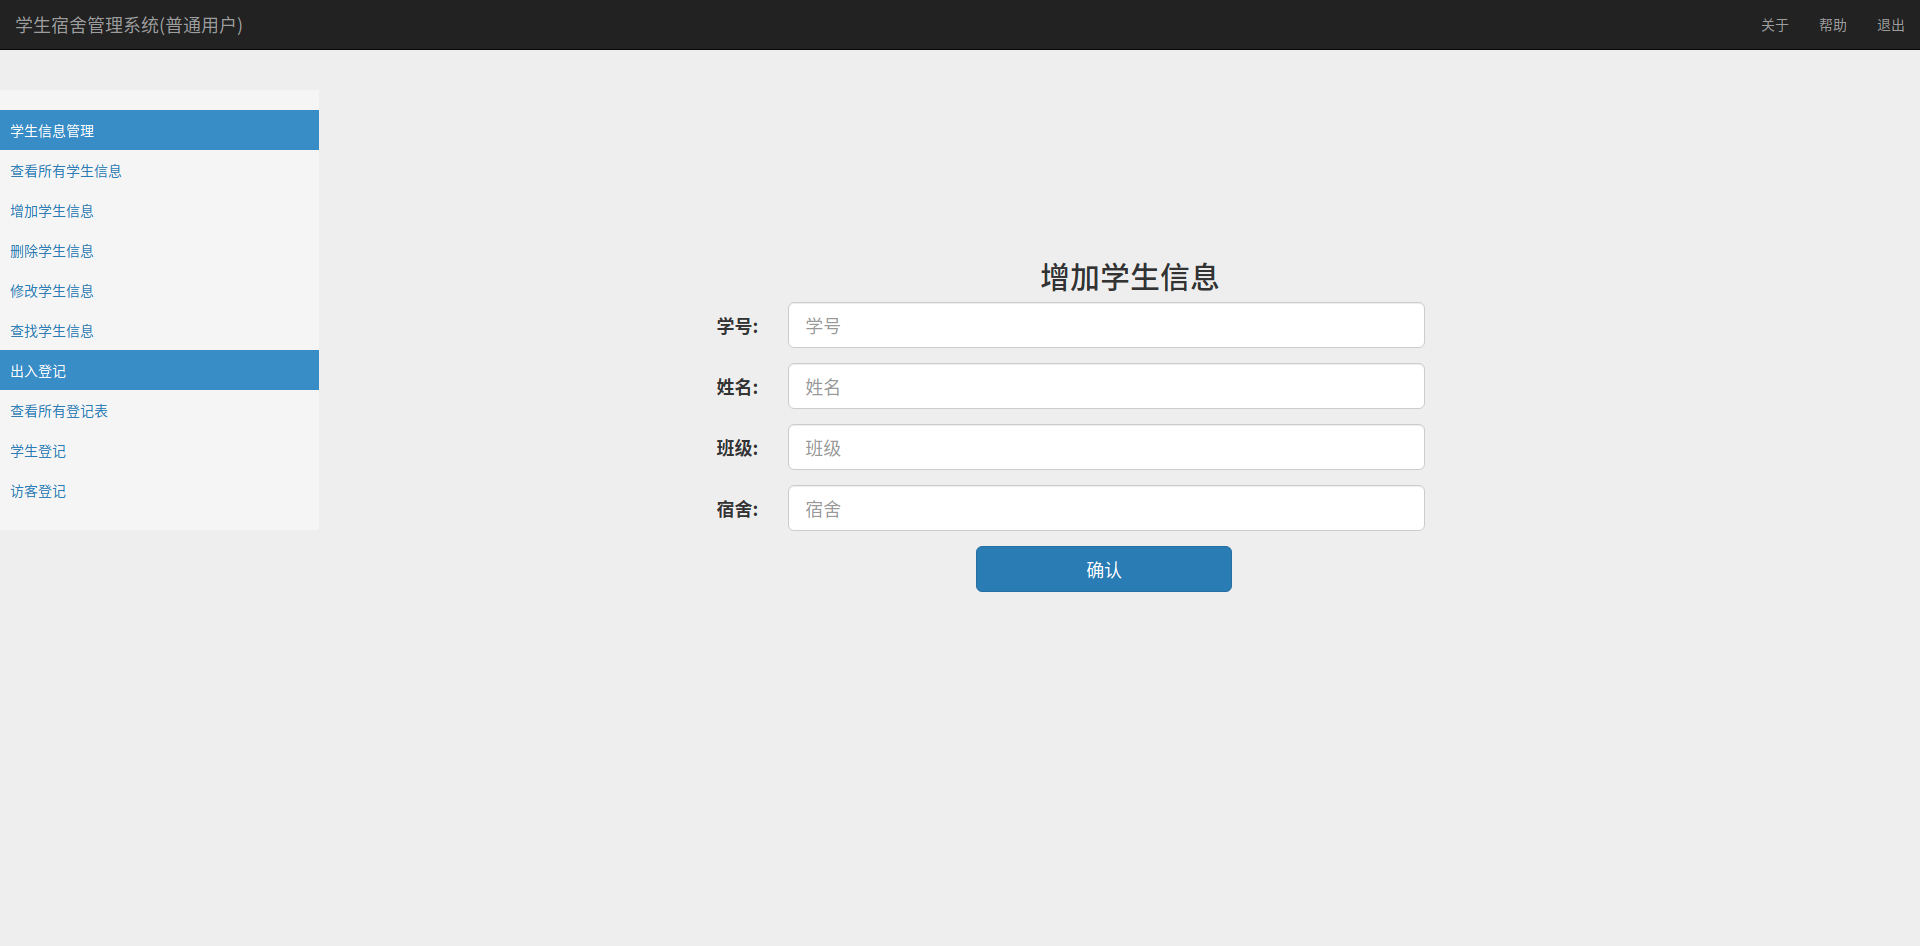 学生宿舍管理系统(普通用户)
关于 帮助 退出
学生信息管理
查看所有学生信息
增加学生信息
删除学生信息
修改学生信息
查找学生信息
出入登记
查看所有登记表
学生登记
访客登记
增加学生信息
学号: 学号
姓名: 姓名
班级: 班级
宿舍: 宿舍
确认